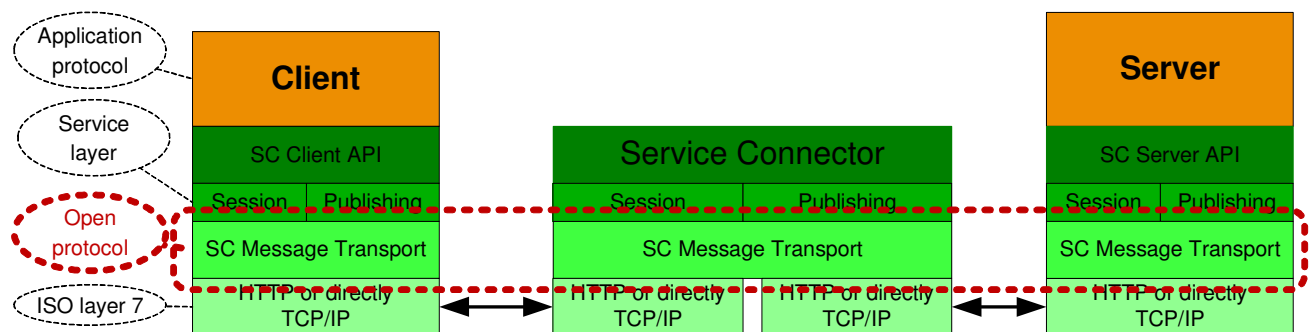 Application
protocol
Service
layer
Open
protocol
ISO layer 7
Client
SC Client API
Session Publishing
SC Message Transport
HTTP or directly
TCP/IP
Service Connector
Session Publishing
SC Message Transport
HTTP or directly
TCP/IP
HTTP or directly
TCP/IP
Server
SC Server API
Session Publishing
SC Message Transport
HTTP or directly
TCP/IP